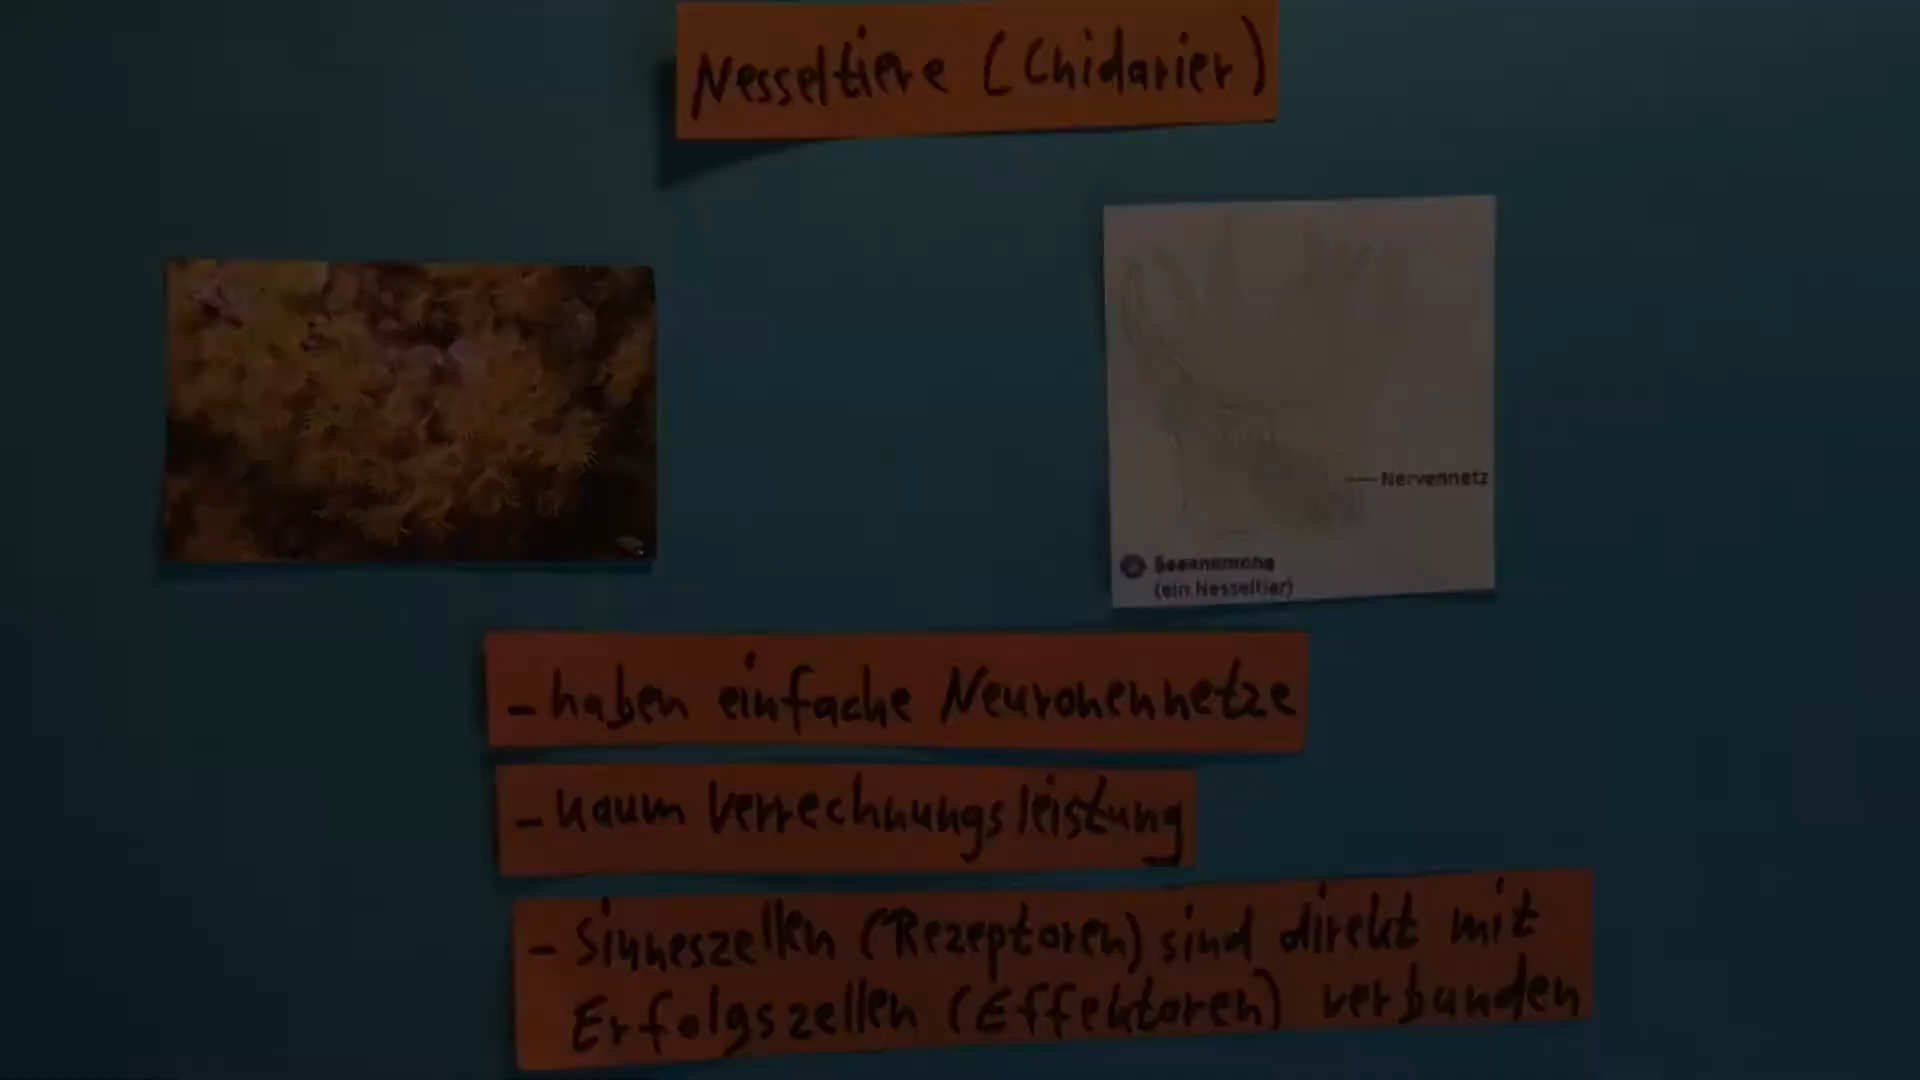 Nesseltiere (Cnidarier)
Nervennetz
Seeanemone
(ein Nesseltier)
- haben einfache Neuronennetze
- kaum Verrechnungsleistung
- Sinneszellen (Rezeptoren) sind direkt mit
Erfolgszellen (Effektoren) verbunden